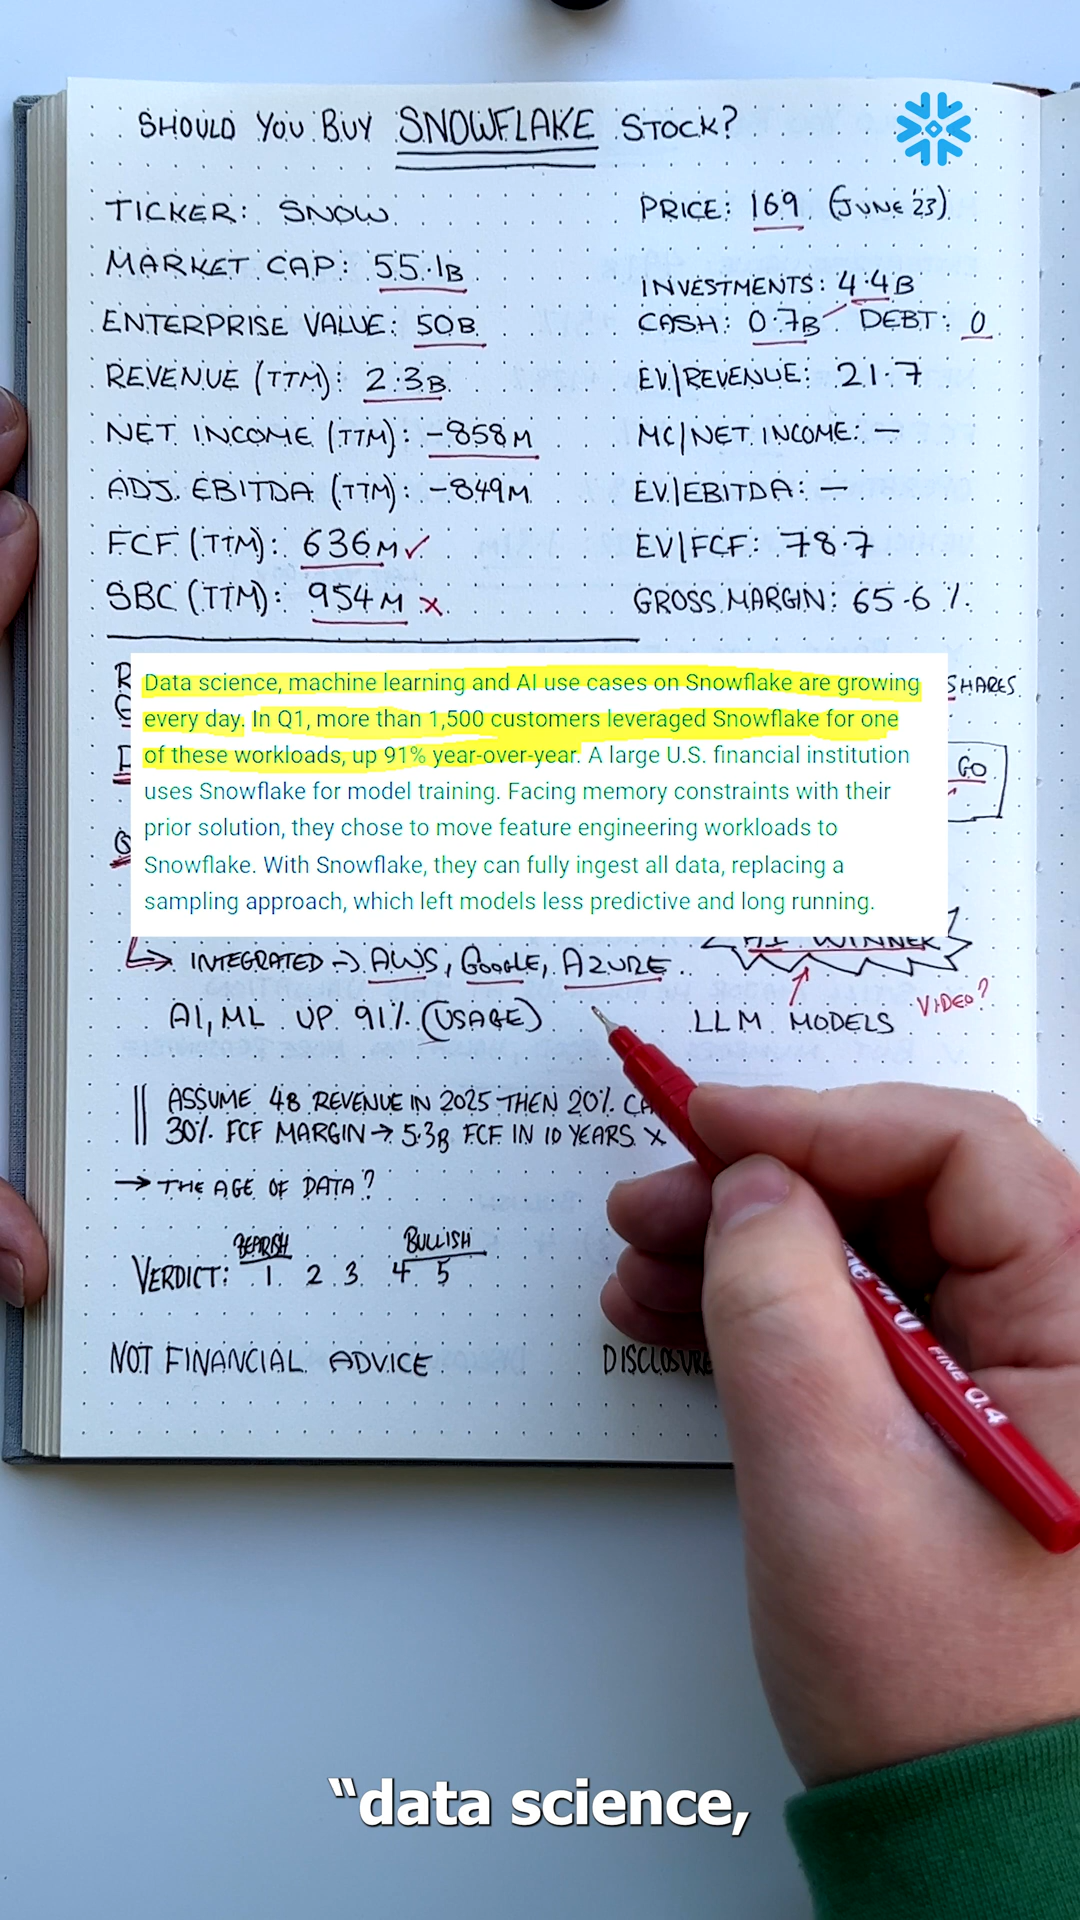 SHOULD YOU BUY SNOWFLAKE STOCK?
TICKER: SNOW
PRICE: 169 (JUNE '23)
MARKET CAP: 55.1B
INVESTMENTS: 4.4B
ENTERPRISE VALUE: 50B
CASH: 0.7B DEBT: 0
REVENUE (TTM): 2.3B
EV/REVENUE: 21.7
NET INCOME (TTM): -858M
MC/NET INCOME: —
ADJ. EBITDA (TTM): -849M
EV/EBITDA: —
FCF (TTM): 636M ✓
EV/FCF: 78.7
SBC (TTM): 954M x
GROSS MARGIN: 65.6%
SHARES
GO
Data science, machine learning and AI use cases on Snowflake are growing
every day. In Q1, more than 1,500 customers leveraged Snowflake for one
of these workloads, up 91% year-over-year. A large U.S. financial institution
uses Snowflake for model training. Facing memory constraints with their
prior solution, they chose to move feature engineering workloads to
Snowflake. With Snowflake, they can fully ingest all data, replacing a
sampling approach, which left models less predictive and long running.
AI WINNER
↳ INTEGRATED → AWS, GOOGLE, AZURE
VIDEO?
AI, ML UP 91% (USAGE)
LLM MODELS
ASSUME 4B REVENUE IN 2025 THEN 20%
30% FCF MARGIN → 5.3B FCF IN 10 YEARS x
→ THE AGE OF DATA?
BEARISH BULLISH
VERDICT: 1 2 3 4 5
NOT FINANCIAL ADVICE
DISCLOSURE
“data science,